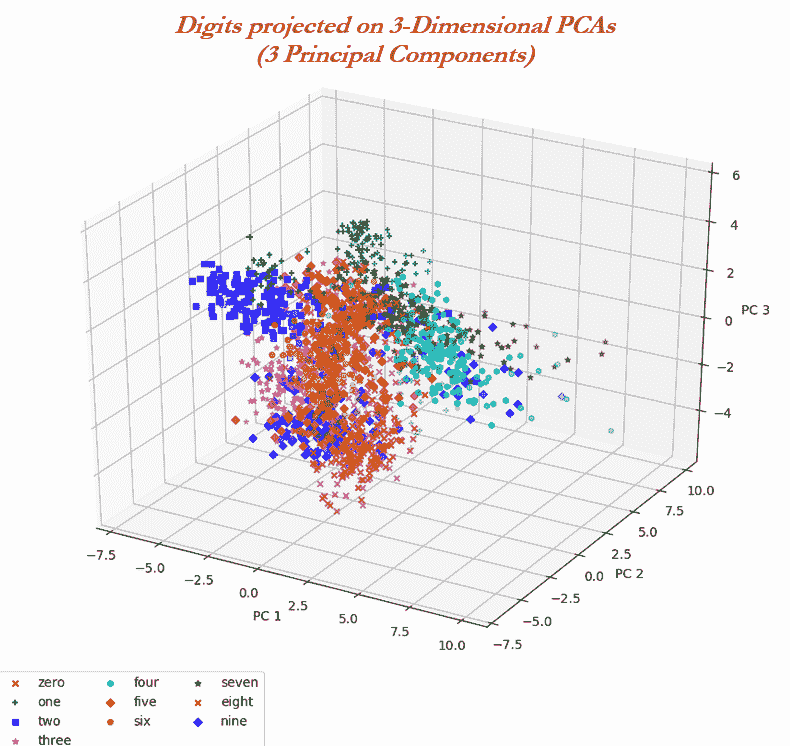 Digits projected on 3-Dimensional PCAs
(3 Principal Components)
6
4
2
0
−2
−4
PC 3
10.0
7.5
5.0
2.5
0.0
−2.5
−5.0
−7.5
PC 2
−7.5
−5.0
−2.5
0.0
2.5
5.0
7.5
10.0
PC 1
zero four seven
one five eight
two six nine
three